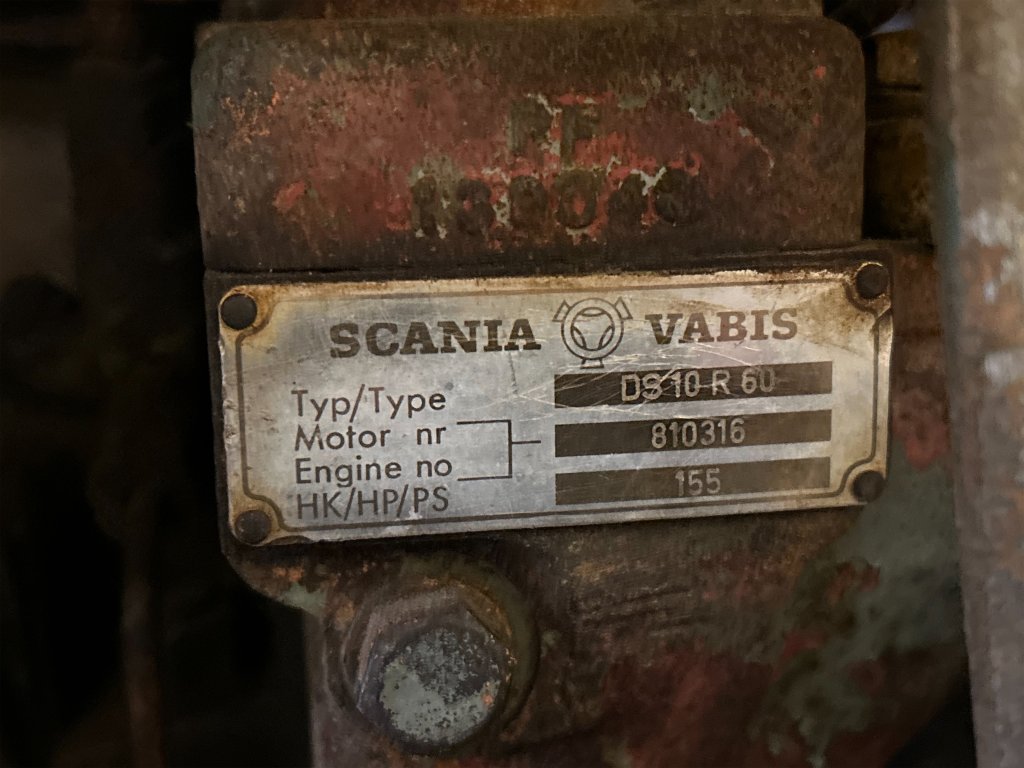 SCANIA VABIS
Typ/Type DS 10 R 60
Motor nr
Engine no 810316
HK/HP/PS 155